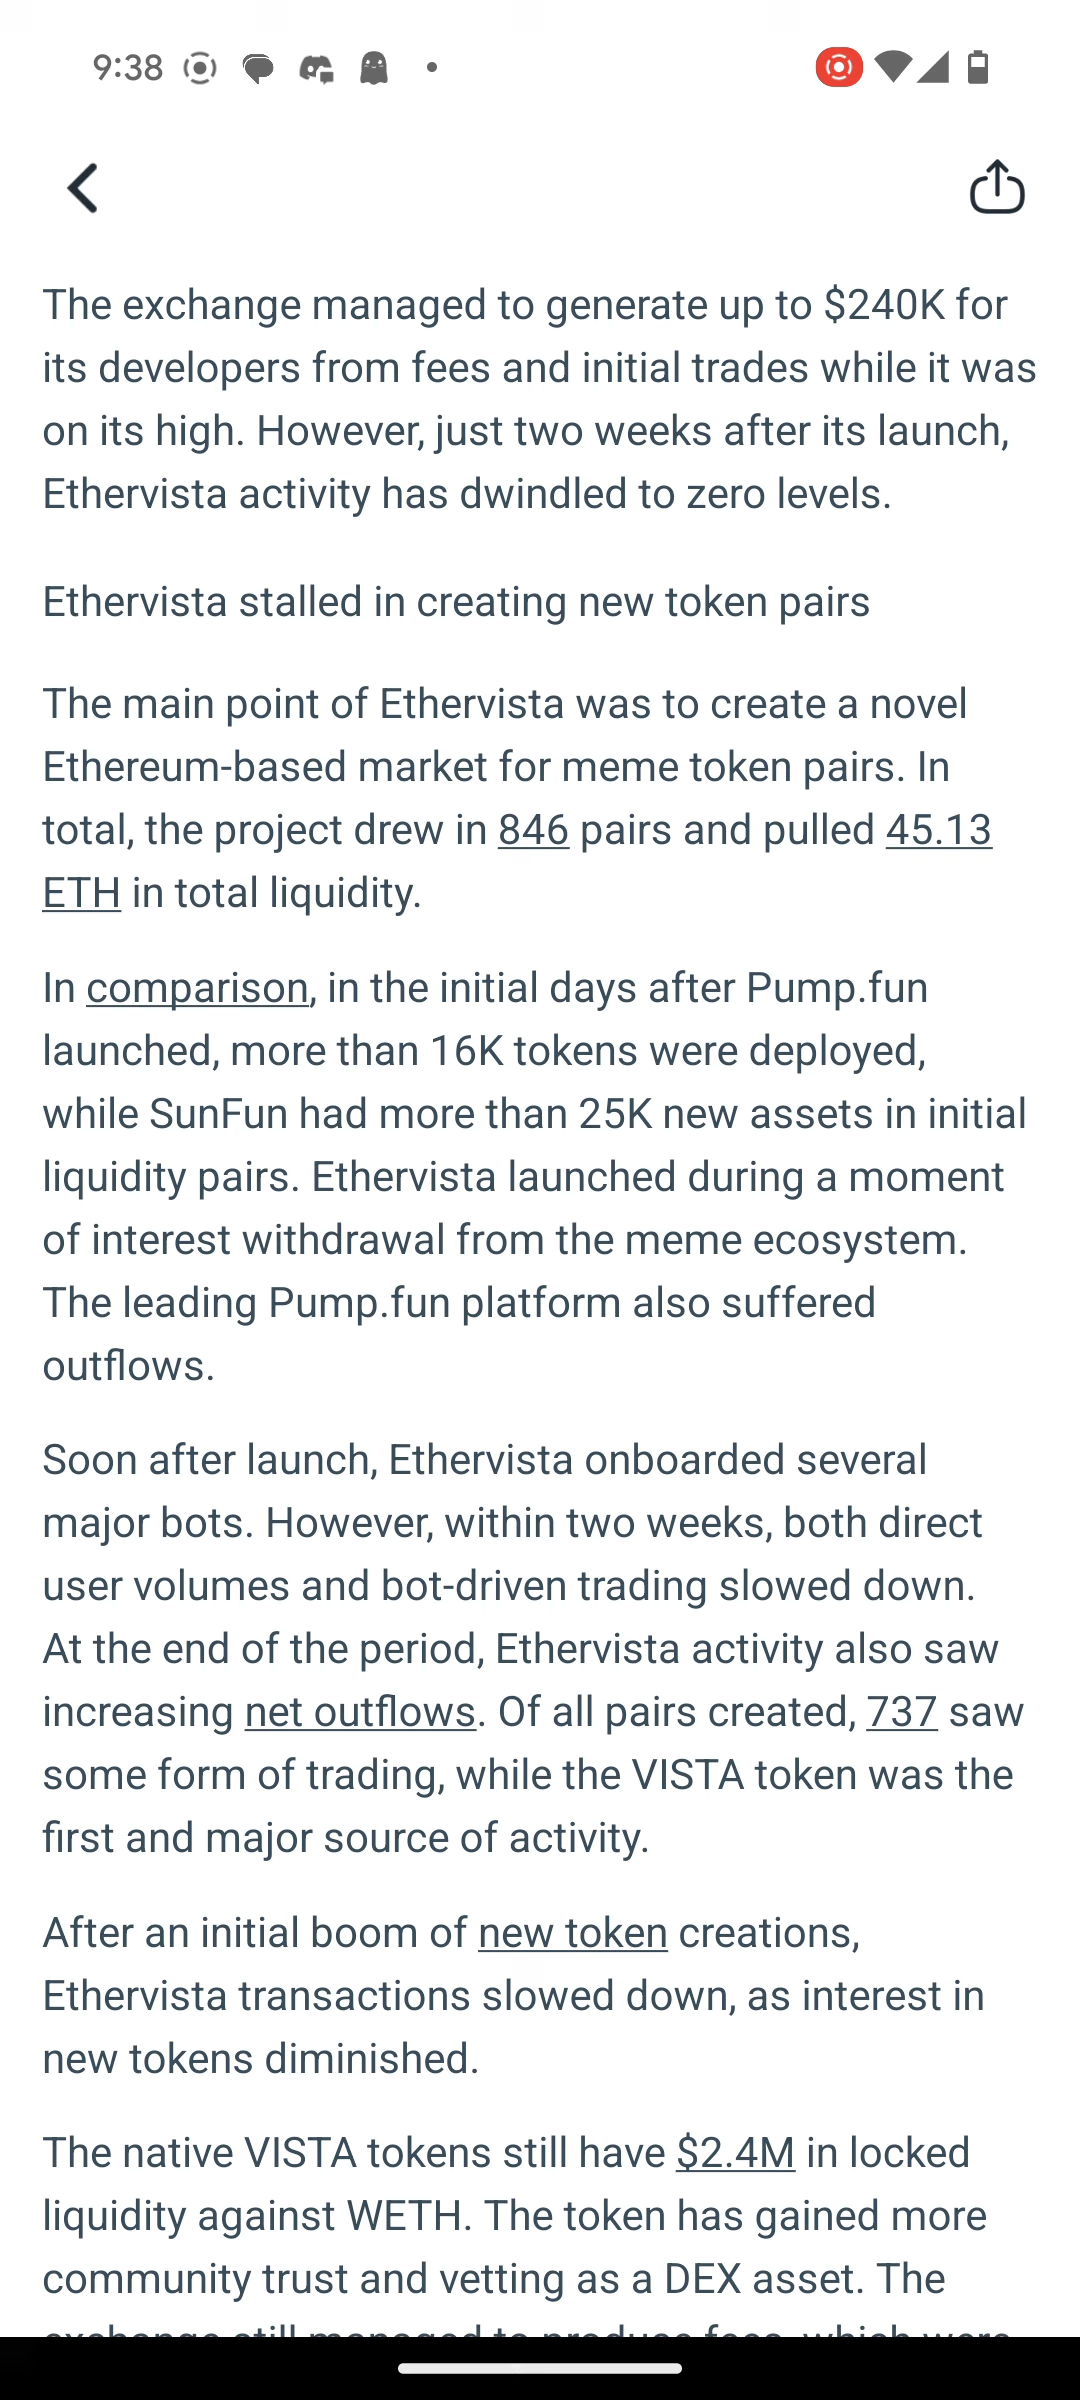 9:38
The exchange managed to generate up to $240K for
its developers from fees and initial trades while it was
on its high. However, just two weeks after its launch,
Ethervista activity has dwindled to zero levels.
Ethervista stalled in creating new token pairs
The main point of Ethervista was to create a novel
Ethereum-based market for meme token pairs. In
total, the project drew in 846 pairs and pulled 45.13
ETH in total liquidity.
In comparison, in the initial days after Pump.fun
launched, more than 16K tokens were deployed,
while SunFun had more than 25K new assets in initial
liquidity pairs. Ethervista launched during a moment
of interest withdrawal from the meme ecosystem.
The leading Pump.fun platform also suffered
outflows.
Soon after launch, Ethervista onboarded several
major bots. However, within two weeks, both direct
user volumes and bot-driven trading slowed down.
At the end of the period, Ethervista activity also saw
increasing net outflows. Of all pairs created, 737 saw
some form of trading, while the VISTA token was the
first and major source of activity.
After an initial boom of new token creations,
Ethervista transactions slowed down, as interest in
new tokens diminished.
The native VISTA tokens still have $2.4M in locked
liquidity against WETH. The token has gained more
community trust and vetting as a DEX asset. The
exchange still managed to produce fees, which were